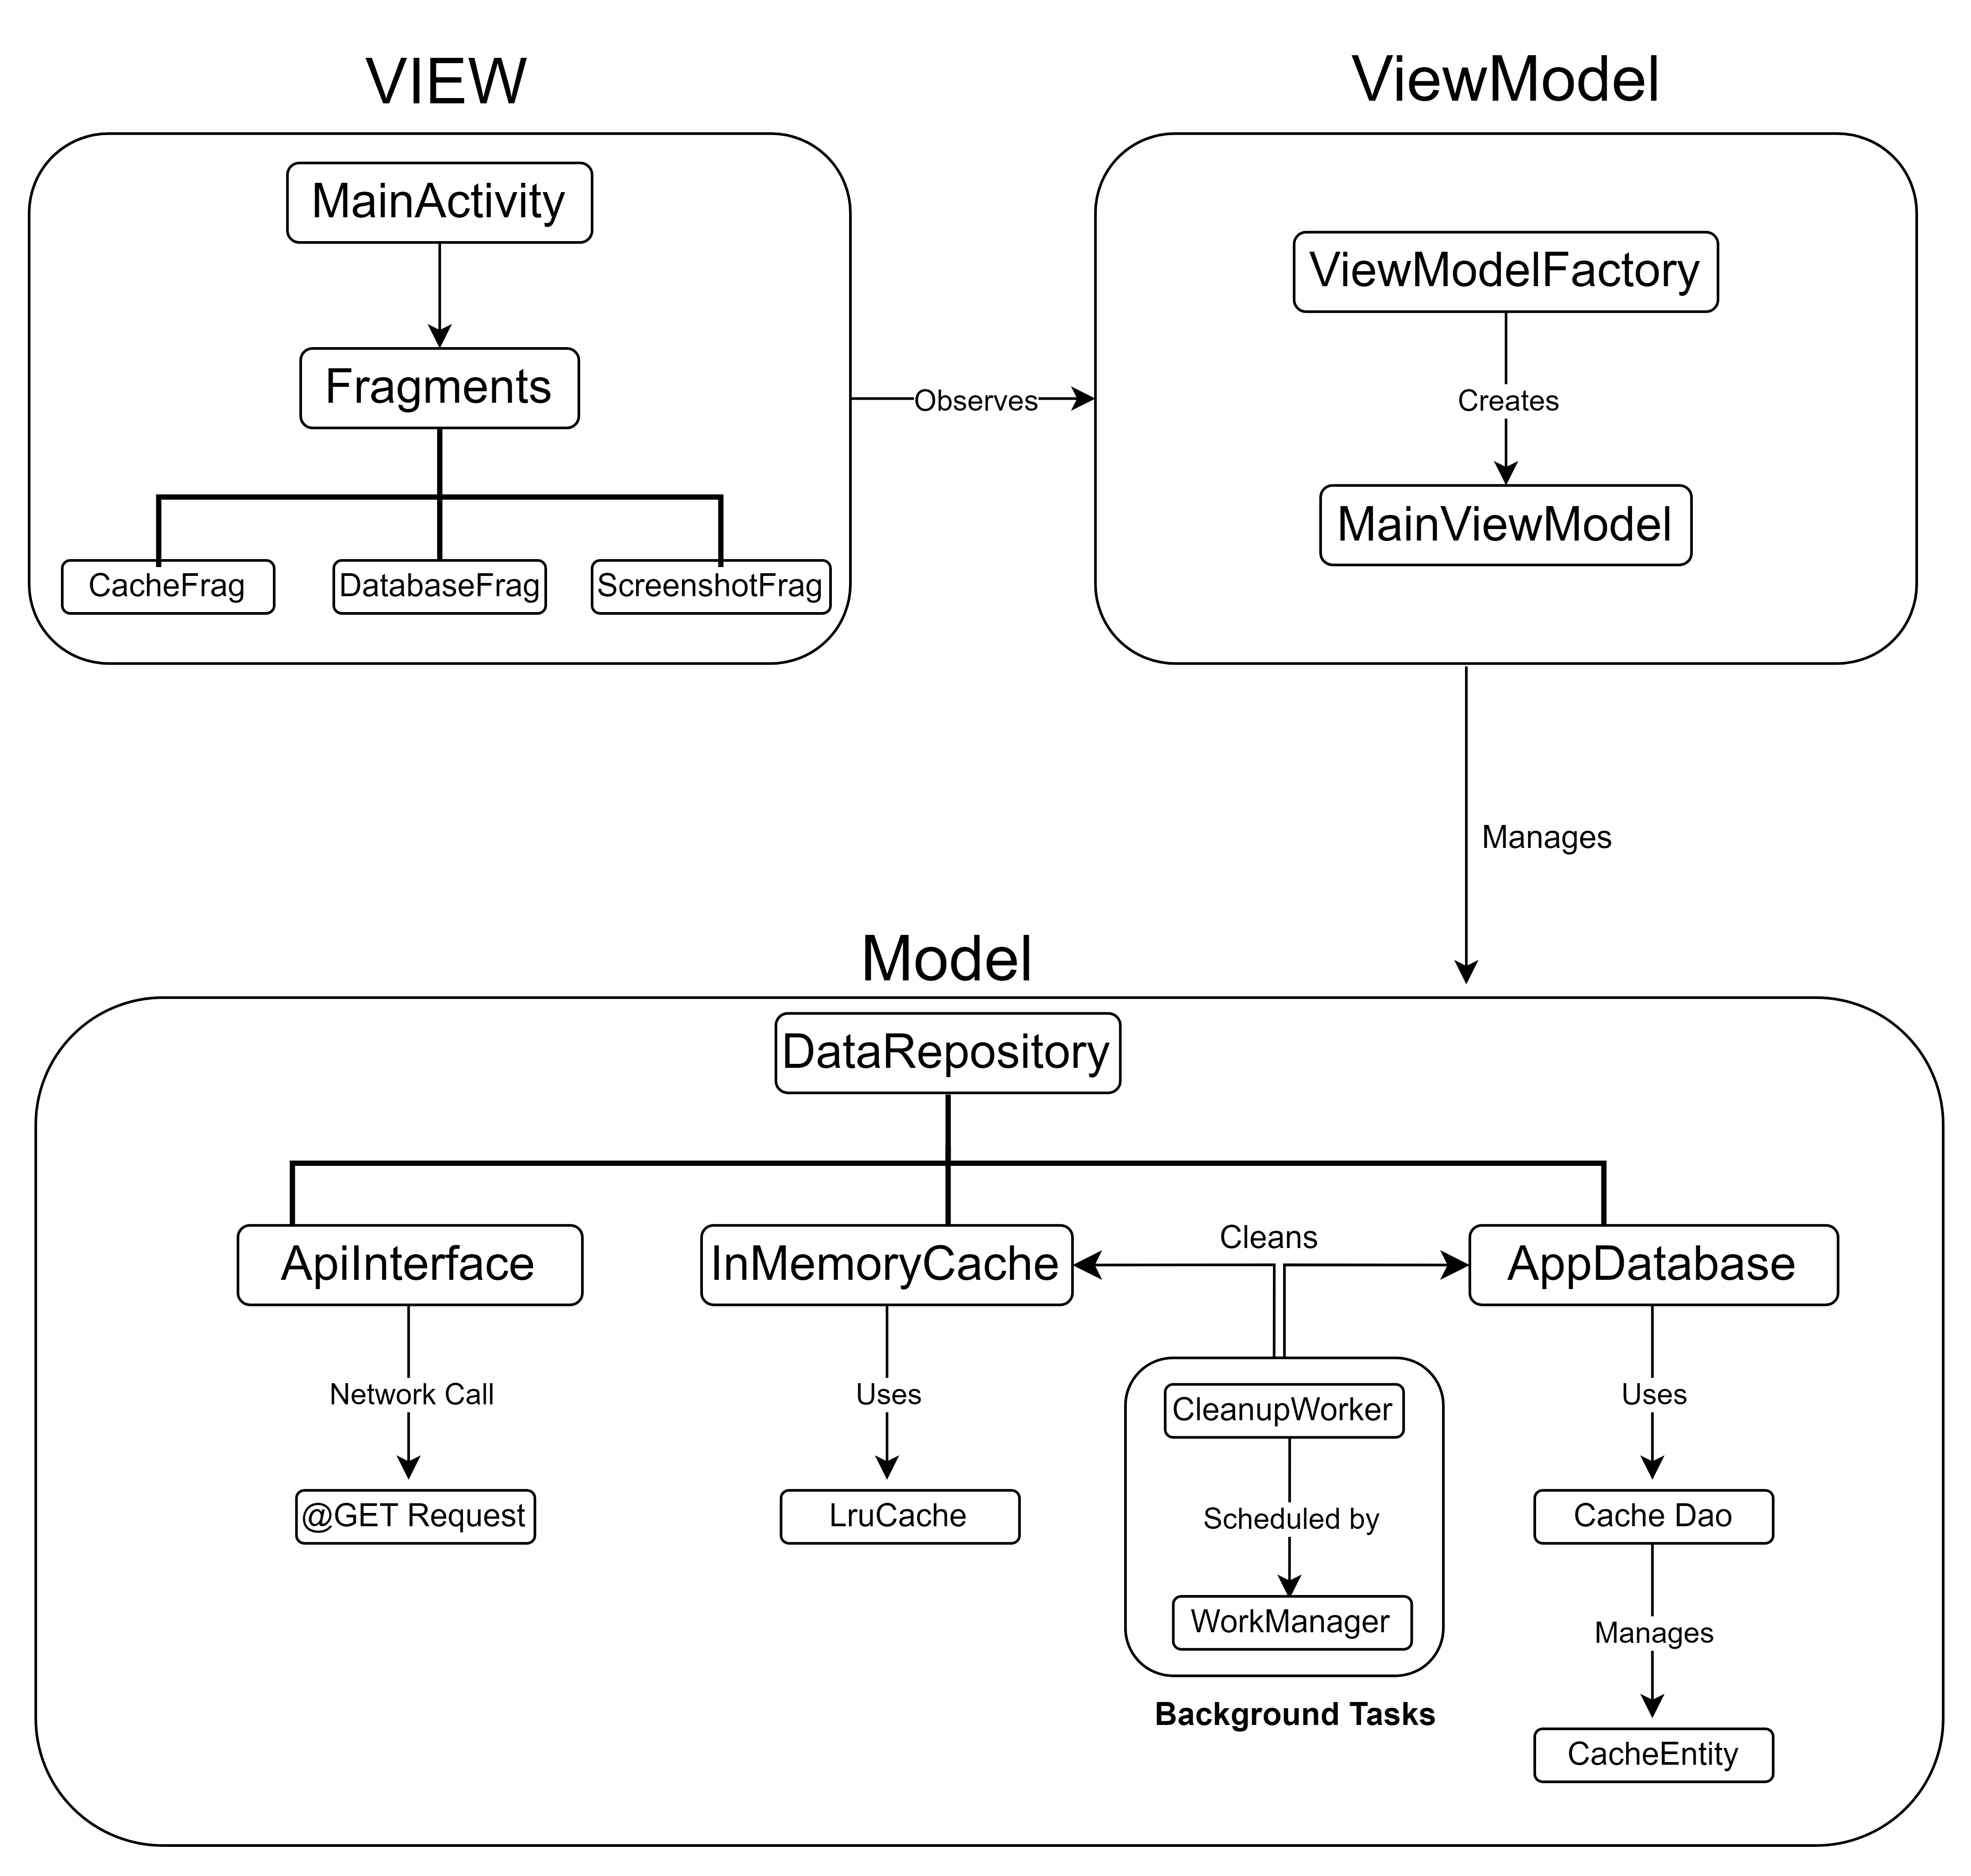 VIEW
MainActivity
Fragments
CacheFrag
DatabaseFrag
ScreenshotFrag
Observes
ViewModel
ViewModelFactory
Creates
MainViewModel
Manages
Model
DataRepository
ApiInterface
InMemoryCache
Cleans
AppDatabase
Network Call
Uses
CleanupWorker
Uses
@GET Request
LruCache
Scheduled by
Cache Dao
WorkManager
Manages
Background Tasks
CacheEntity